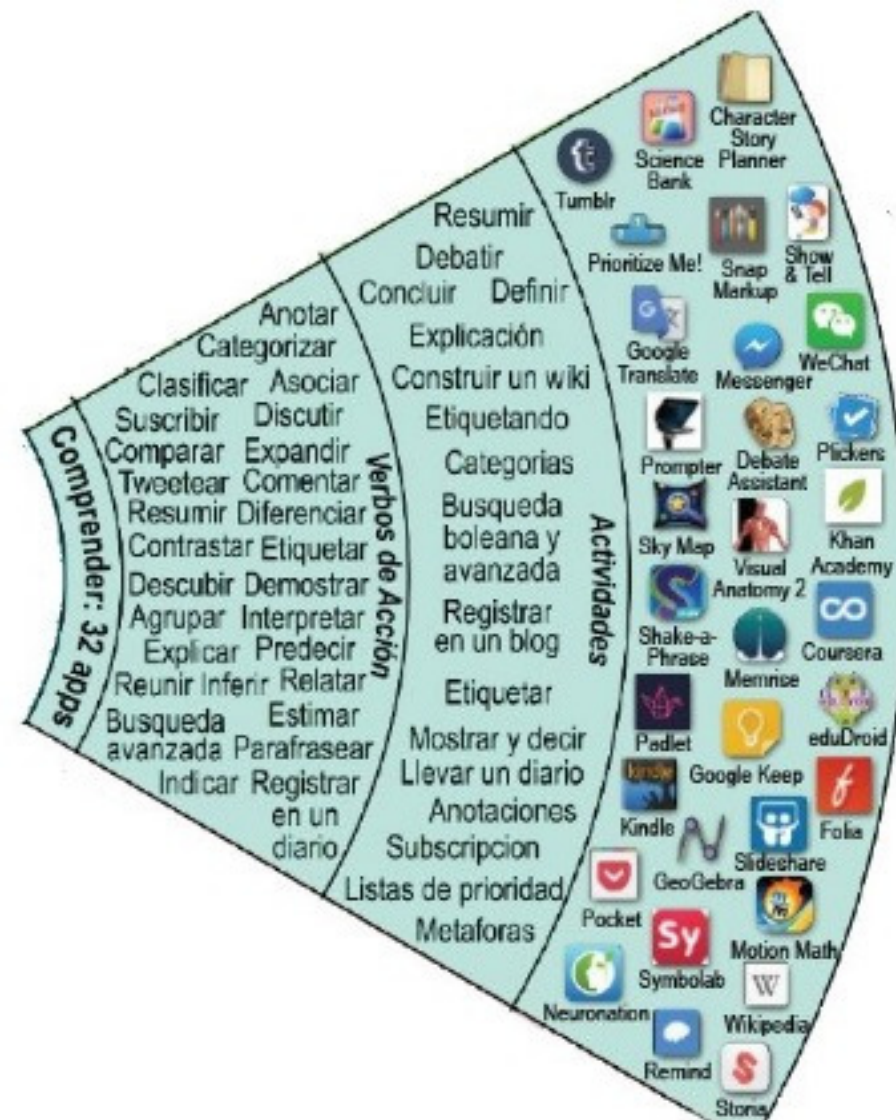 Comprender: 32 apps
Anotar
Categorizar
Clasificar Asociar
Suscribir Discutir
Comparar Expandir
Tweetear Comentar
Resumir Diferenciar
Contrastar Etiquetar
Descubir Demostrar
Agrupar Interpretar
Explicar Predecir
Reunir Inferir Relatar
Busqueda Estimar
avanzada Parafrasear
Indicar Registrar
en un
diario
Verbos de Acción
Resumir
Debatir
Concluir Definir
Explicación
Construir un wiki
Etiquetando
Categorias
Busqueda
boleana y
avanzada
Registrar
en un blog
Etiquetar
Mostrar y decir
Llevar un diario
Anotaciones
Subscripcion
Listas de prioridad
Metaforas
Actividades
Character
Story
Planner
Science
Bank
t
Tumblr
Prioritize Me!
Snap
Markup
Show
& Tell
G
Google
Translate
Messenger
WeChat
Prompter
Debate
Assistant
Plickers
Sky Map
Visual
Anatomy 2
Khan
Academy
Shake-a-
Phrase
Memrise
Coursera
Padlet
Google Keep
eduDroid
kindle
Kindle
GeoGebra
Slideshare
f
Folia
Pocket
Sy
Symbolab
Motion Math
Neuronation
W
Wikipedia
Remind
S
Storia